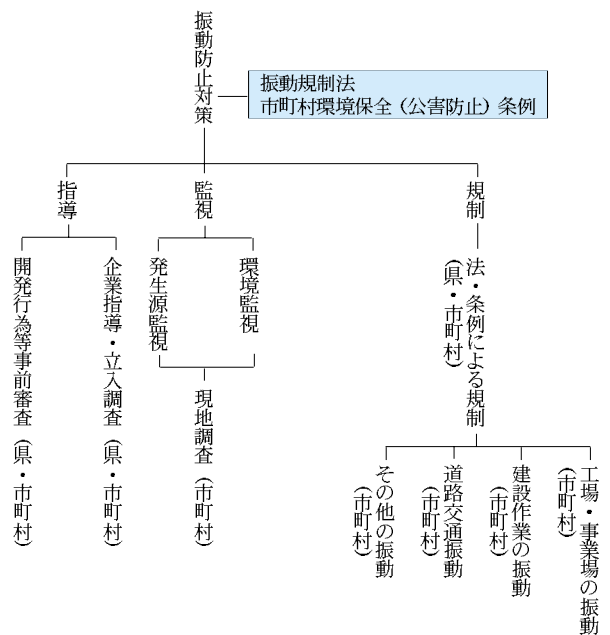 振動防止対策
振動規制法
市町村環境保全（公害防止）条例
規制
法・条例による規制
（県・市町村）
工場・事業場の振動
（市町村）
建設作業の振動
（市町村）
道路交通振動
（市町村）
その他の振動
（市町村）
監視
環境監視
発生源監視
現地調査（市町村）
指導
企業指導・立入調査（県・市町村）
開発行為等事前審査（県・市町村）